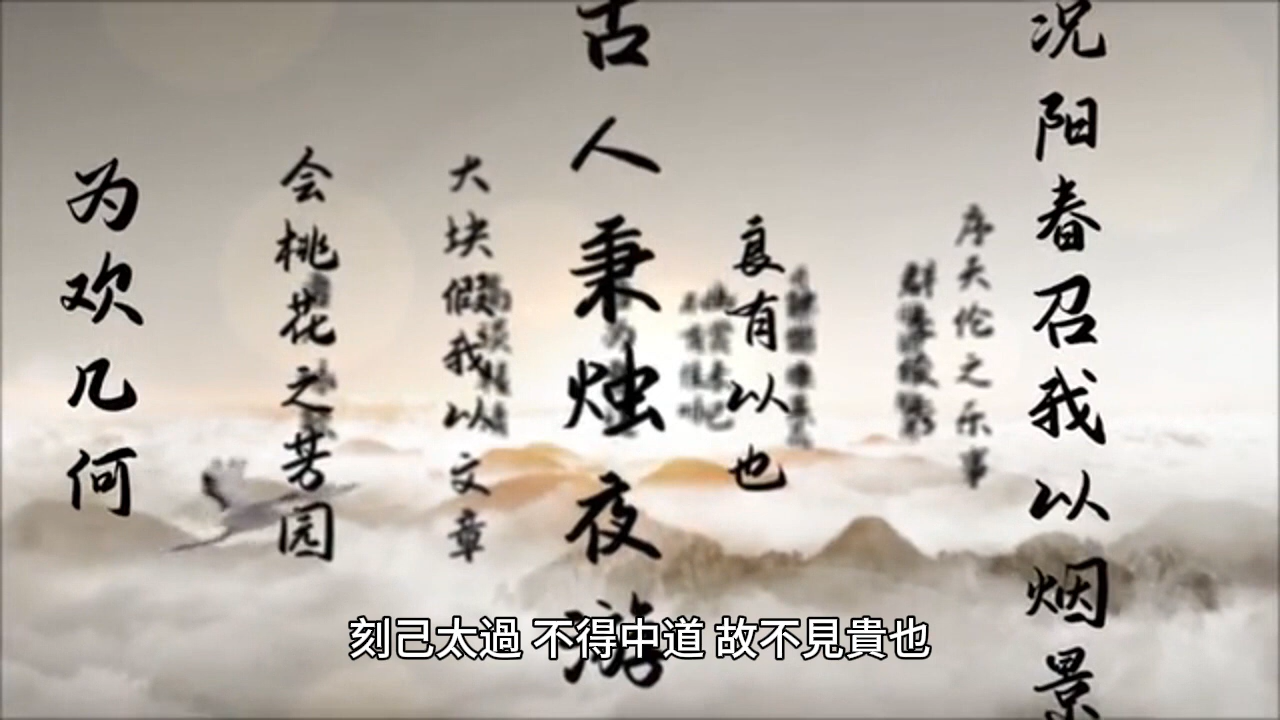 为欢几何
会桃花之芳园
大块假我以文章
古人秉烛夜游
良有以也
序天伦之乐事
况阳春召我以烟景
刻己太過 不得中道 故不見貴也